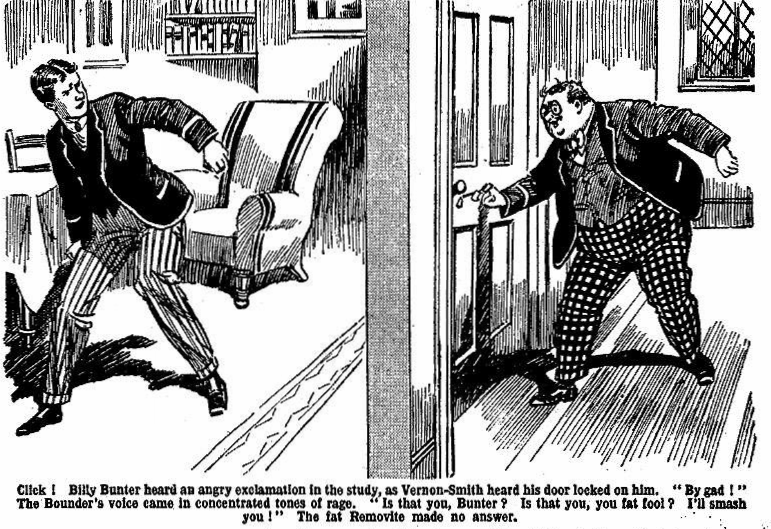 Click ! Billy Bunter heard an angry exclamation in the study, as Vernon-Smith heard his door locked on him. " By gad ! "
The Bounder's voice came in concentrated tones of rage. " Is that you, Bunter ? Is that you, you fat fool ? I'll smash
you ! " The fat Removite made no answer.